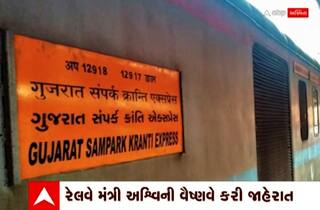 अप 12918 12917 डाउन
गुजरात संपर्क क्रान्ति एक्सप्रेस
ગુજરાત સંપર્ક ક્રાંતિ એક્સપ્રેસ
GUJARAT SAMPARK KRANTI EXPRESS
રેલવે મંત્રી અશ્વિની વૈષ્ણવે કરી જાહેરાત